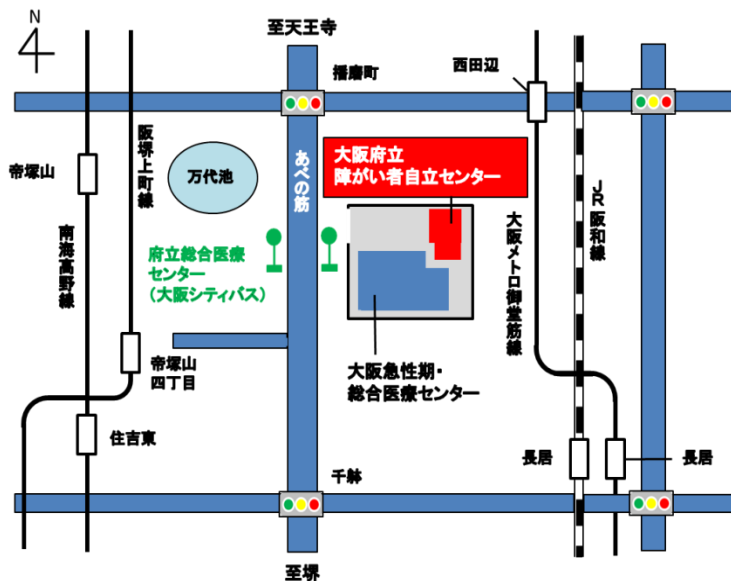 N
至天王寺
播磨町
西田辺
阪堺上町線
帝塚山
万代池
あべの筋
大阪府立
障がい者自立センター
JR阪和線
南海高野線
府立総合医療
センター
(大阪シティバス)
大阪メトロ御堂筋線
帝塚山
四丁目
大阪急性期・
総合医療センター
住吉東
長居
長居
千躰
至堺